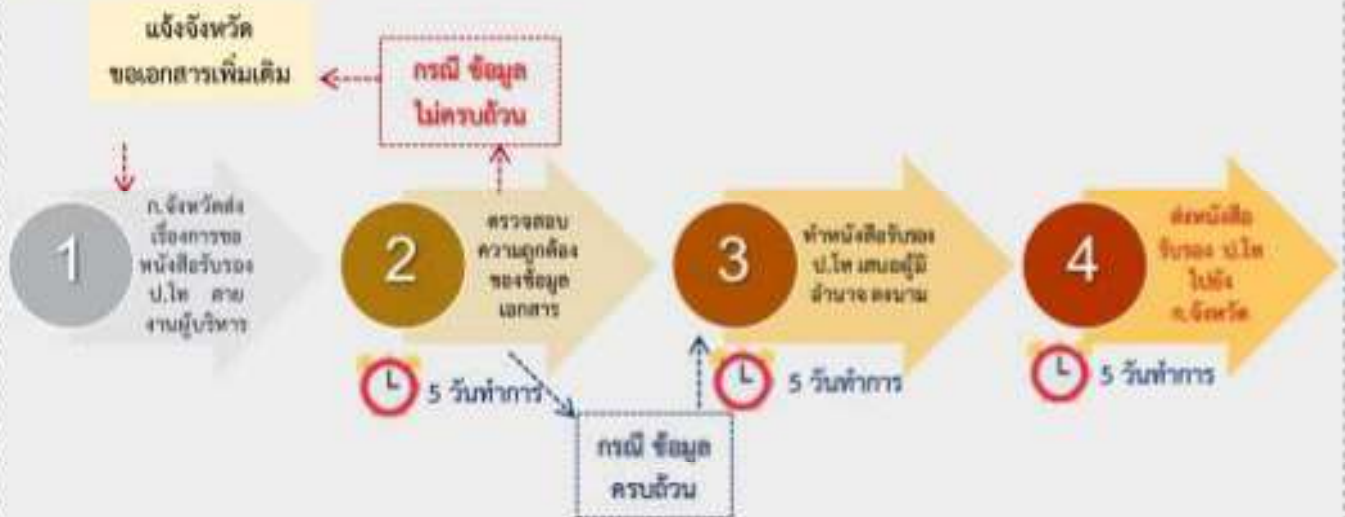 แจ้งจังหวัด
ขอเอกสารเพิ่มเติม
กรณี ข้อมูล
ไม่ครบถ้วน
1
ก.จังหวัดส่ง
เรื่องการขอ
หนังสือรับรอง
ป.โท สาย
งานผู้บริหาร
2
ตรวจสอบ
ความถูกต้อง
ของข้อมูล
เอกสาร
5 วันทำการ
กรณี ข้อมูล
ครบถ้วน
3
ทำหนังสือรับรอง
ป.โท เสนอผู้มี
อำนาจลงนาม
5 วันทำการ
4
ส่งหนังสือ
รับรอง ป.โท
ไปยัง
ก.จังหวัด
5 วันทำการ